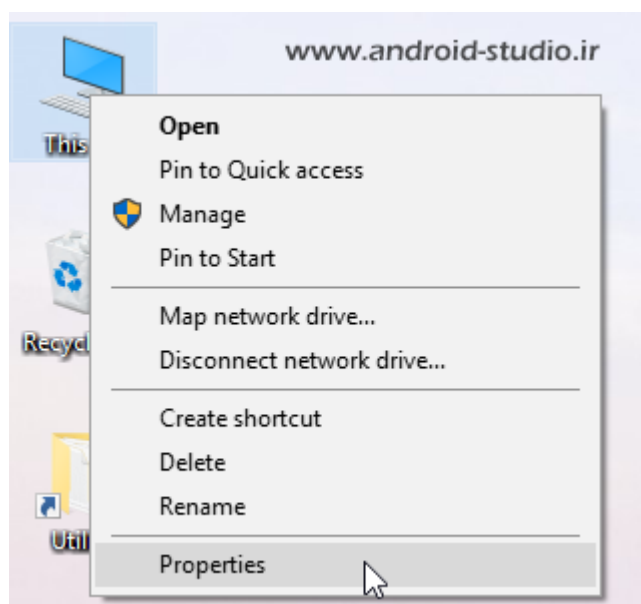 www.android-studio.ir
This
Open
Pin to Quick access
Manage
Pin to Start
Map network drive...
Disconnect network drive...
Create shortcut
Delete
Rename
Properties